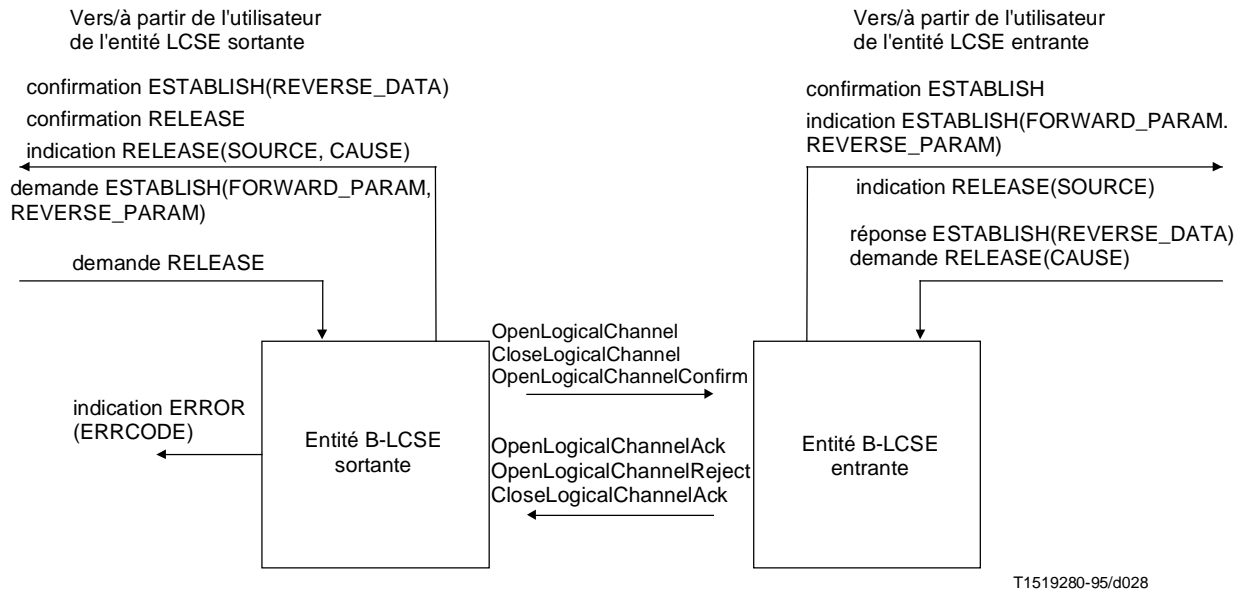 Vers/à partir de l'utilisateur
de l'entité LCSE sortante
confirmation ESTABLISH(REVERSE_DATA)
confirmation RELEASE
indication RELEASE(SOURCE, CAUSE)
demande ESTABLISH(FORWARD_PARAM,
REVERSE_PARAM)
demande RELEASE
Vers/à partir de l'utilisateur
de l'entité LCSE entrante
confirmation ESTABLISH
indication ESTABLISH(FORWARD_PARAM.
REVERSE_PARAM)
indication RELEASE(SOURCE)
réponse ESTABLISH(REVERSE_DATA)
demande RELEASE(CAUSE)
indication ERROR
(ERRCODE)
Entité B-LCSE
sortante
OpenLogicalChannel
CloseLogicalChannel
OpenLogicalChannelConfirm
OpenLogicalChannelAck
OpenLogicalChannelReject
CloseLogicalChannelAck
Entité B-LCSE
entrante
T1519280-95/d028